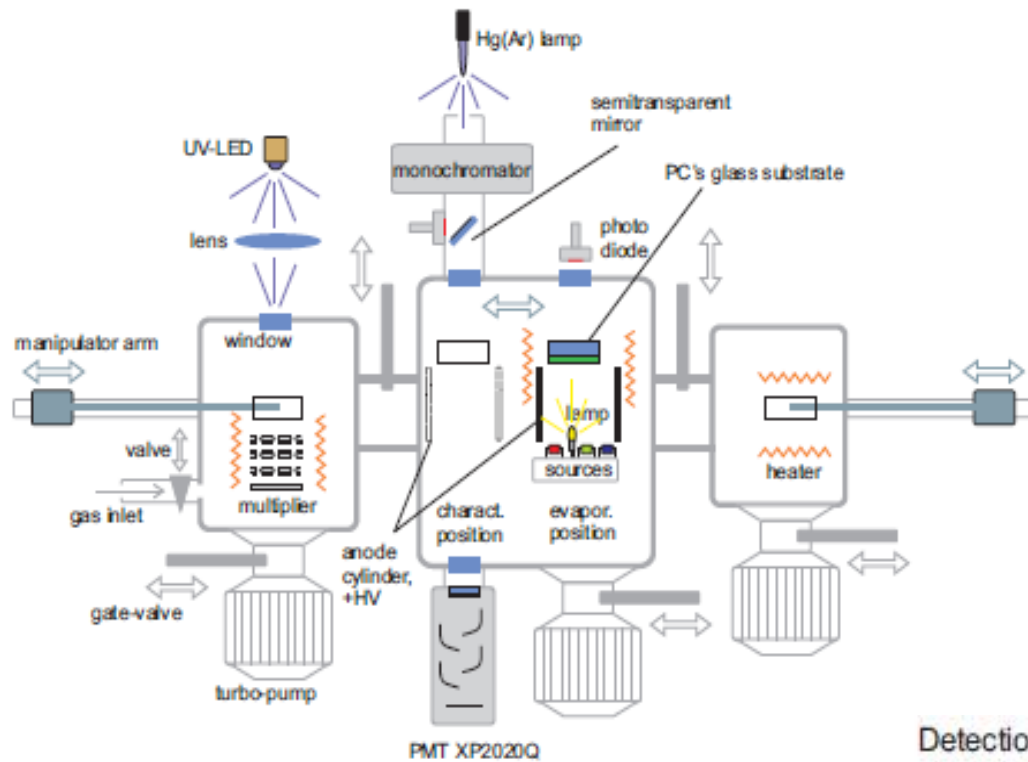 Hg(Ar) lamp
semitransparent
mirror
UV-LED
monochromator
PC's glass substrate
lens
photo
diode
window
manipulator arm
lamp
valve
sources
heater
multiplier
gas inlet
charact.
position
evapor.
position
anode
cylinder,
+HV
gate-valve
turbo-pump
PMT XP2020Q
Detectio